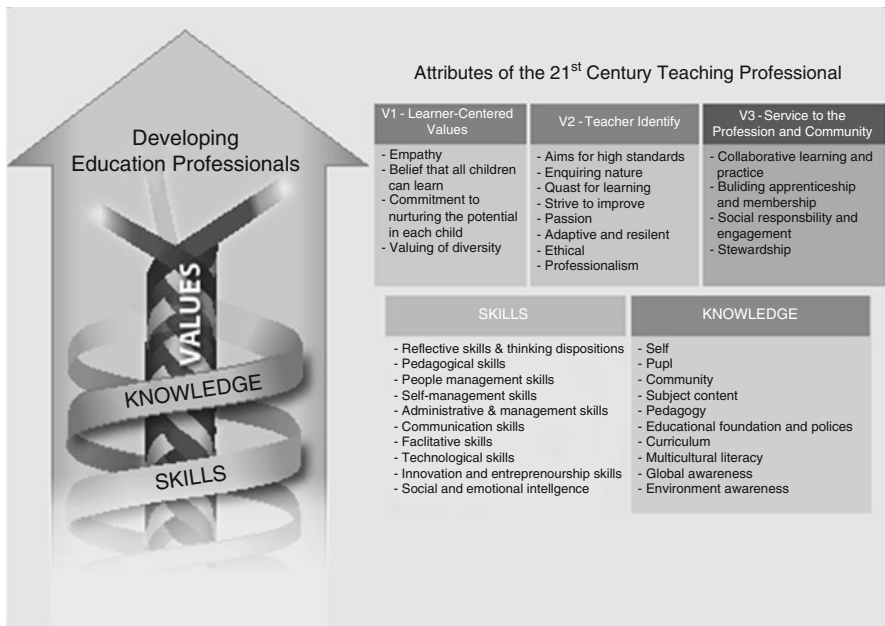 Attributes of the 21st Century Teaching Professional
Developing
Education Professionals
VALUES
KNOWLEDGE
SKILLS
V1 - Learner-Centered
Values
- Empathy
- Belief that all children
can learn
- Commitment to
nurturing the potential
in each child
- Valuing of diversity
V2 - Teacher Identify
- Aims for high standards
- Enquiring nature
- Quast for learning
- Strive to improve
- Passion
- Adaptive and resilent
- Ethical
- Professionalism
V3 - Service to the
Profession and Community
- Collaborative learning and
practice
- Buliding apprenticeship
and membership
- Social responsbility and
engagement
- Stewardship
SKILLS
- Reflective skills & thinking dispositions
- Pedagogical skills
- People management skills
- Self-management skills
- Administrative & management skills
- Communication skills
- Faclitative skills
- Technological skills
- Innovation and entreprenourship skills
- Social and emotional intellgence
KNOWLEDGE
- Self
- Pupl
- Community
- Subject content
- Pedagogy
- Educational foundation and polices
- Curriculum
- Multicultural literacy
- Global awareness
- Environment awareness